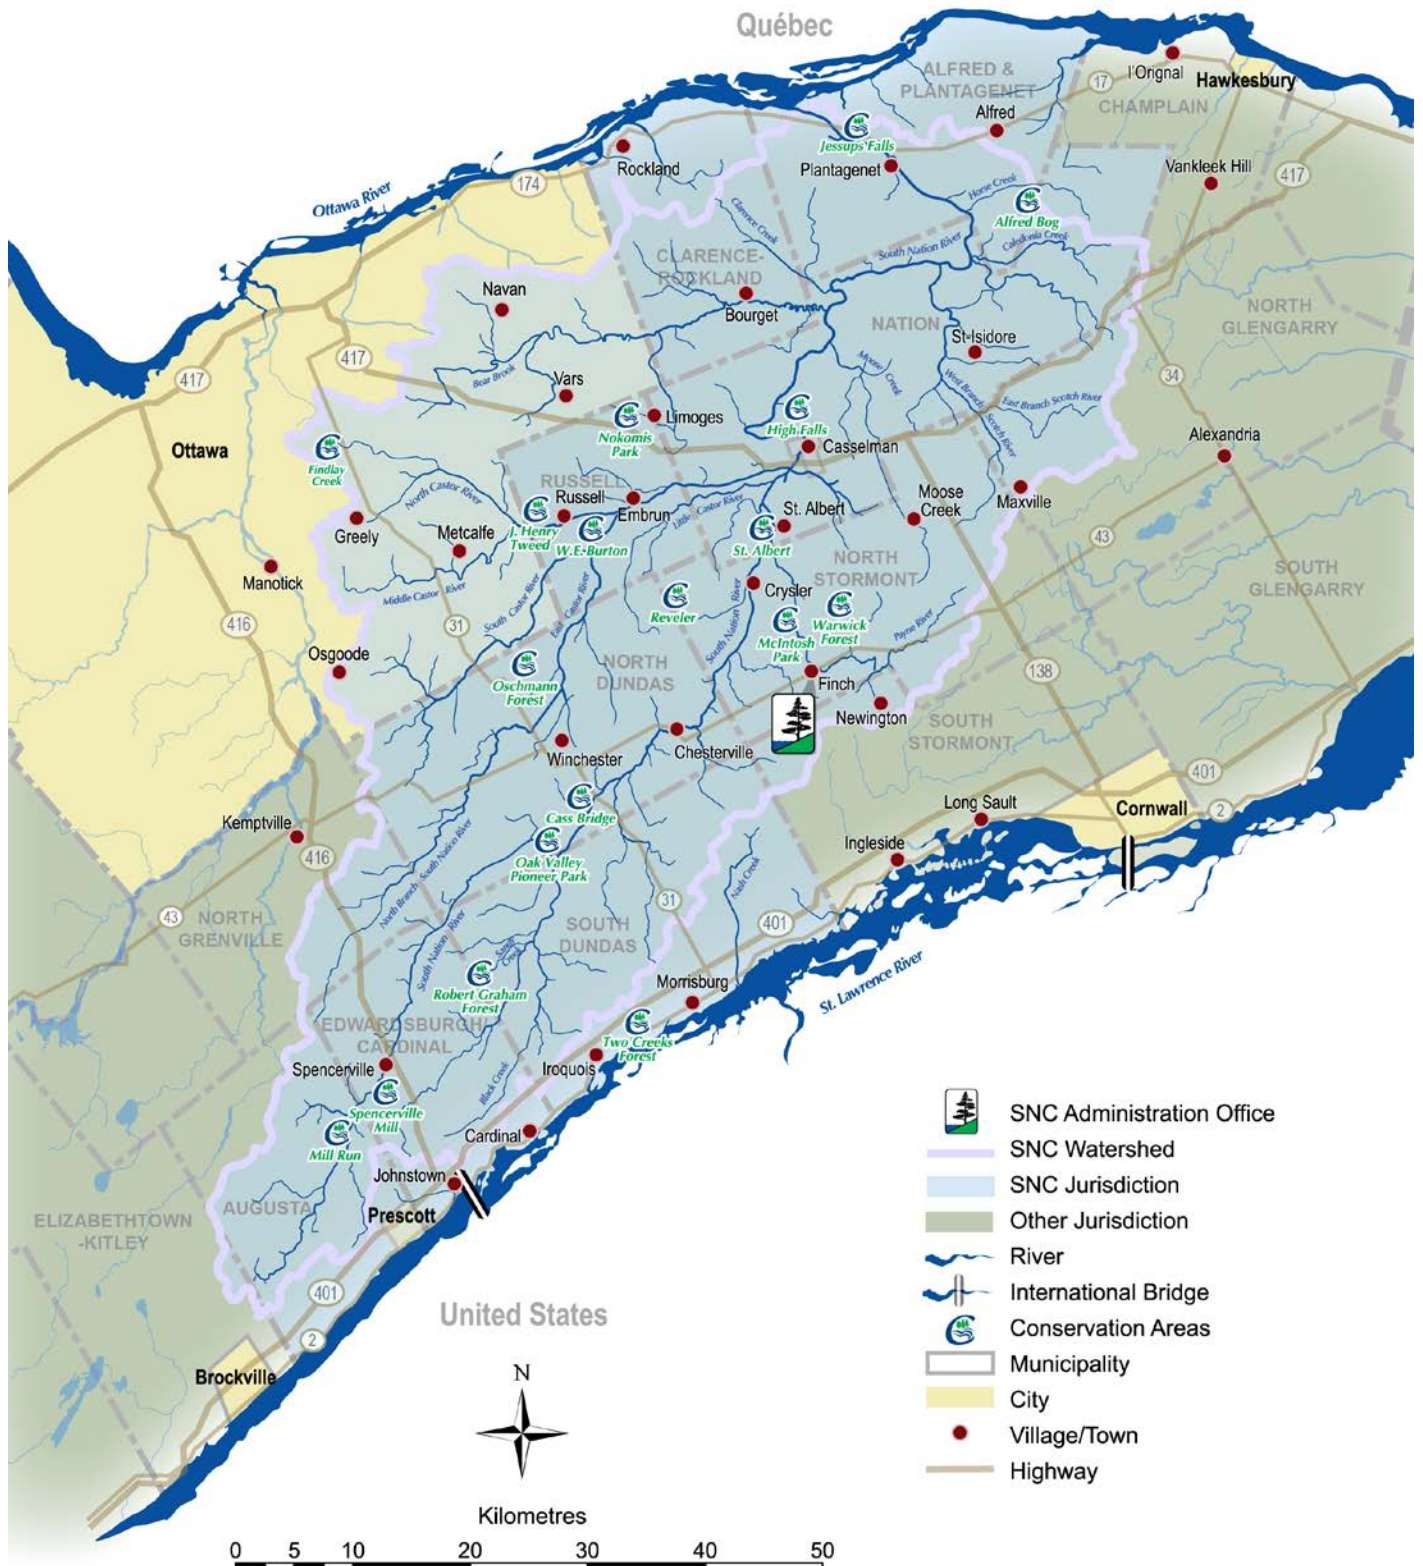 Québec
ALFRED &
PLANTAGENET
l'Orignal
Hawkesbury
17
CHAMPLAIN
Alfred
Jessups Falls
Rockland
Plantagenet
Vankleek Hill
417
174
Ottawa River
Horse Creek
Alfred Bog
Clarence Creek
Caledonia Creek
South Nation River
CLARENCE-
ROCKLAND
Navan
Bourget
NATION
NORTH
GLENGARRY
St-Isidore
417
417
Bear Brook
Vars
Moose Creek
West Branch Scotch River
East Branch Scotch River
34
Nokomis
Park
Limoges
High Falls
Casselman
Alexandria
Ottawa
Findlay
Creek
North Castor River
RUSSELL
Russell
Embrun
Little Castor River
Moose
Creek
Maxville
Greely
Metcalfe
J. Henry
Tweed
W.E. Burton
St. Albert
St. Albert
43
Manotick
Middle Castor River
South Castor River
East Castor River
NORTH
STORMONT
Crysler
SOUTH
GLENGARRY
Reveler
South Nation River
McIntosh
Park
Warwick
Forest
Payne River
416
31
Osgoode
Oschmann
Forest
NORTH
DUNDAS
Finch
138
Newington
SOUTH
STORMONT
Winchester
Chesterville
401
Cass Bridge
Long Sault
Cornwall
2
Kemptville
416
Oak Valley
Pioneer Park
Ingleside
North Branch South Nation River
Nash Creek
31
43
NORTH
GRENVILLE
SOUTH
DUNDAS
401
South Nation River
Sandy Creek
Robert Graham
Forest
Morrisburg
St. Lawrence River
EDWARDSBURGH/
CARDINAL
Two Creeks
Forest
Spencerville
Iroquois
Black Creek
Spencerville
Mill
Mill Run
Cardinal
Johnstown
AUGUSTA
Prescott
ELIZABETHTOWN
-KITLEY
401
2
United States
Brockville
SNC Administration Office
SNC Watershed
SNC Jurisdiction
Other Jurisdiction
River
International Bridge
Conservation Areas
Municipality
City
Village/Town
Highway
N
Kilometres
0 5 10 20 30 40 50